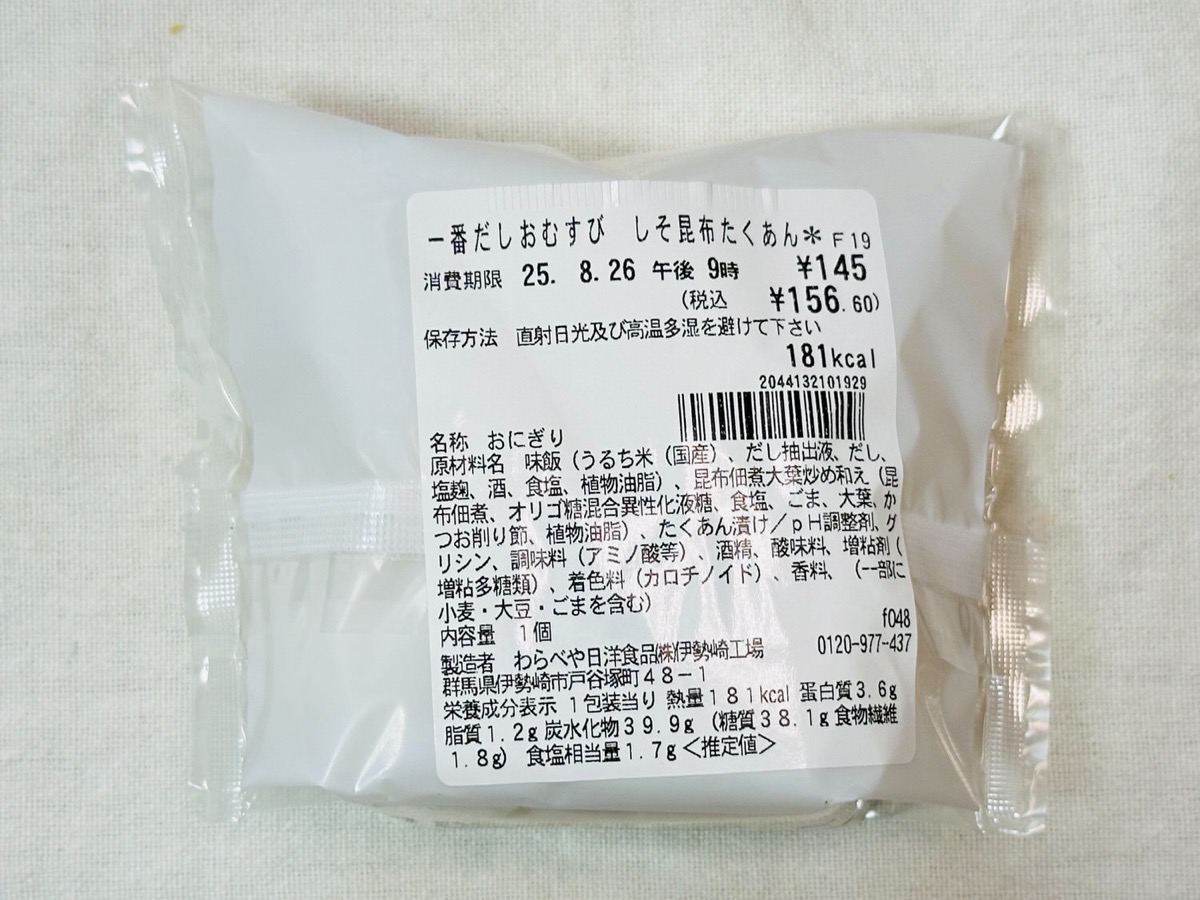 一番だしおむすび しそ昆布たくあん＊ F19
消費期限 25. 8.26 午後 9時 ¥145
(税込 ¥156.60)
保存方法 直射日光及び高温多湿を避けて下さい
181kcal
2044132101929
名称 おにぎり
原材料名 味飯（うるち米（国産）、だし抽出液、だし、
塩麹、酒、食塩、植物油脂）、昆布佃煮大葉炒め和え（昆
布佃煮、オリゴ糖混合異性化液糖、食塩、ごま、大葉、か
つお削り節、植物油脂）、たくあん漬け／ｐＨ調整剤、グ
リシン、調味料（アミノ酸等）、酒精、酸味料、増粘剤（
増粘多糖類）、着色料（カロチノイド）、香料、（一部に
小麦・大豆・ごまを含む）
内容量 1個 f048
製造者 わらべや日洋食品㈱伊勢崎工場 0120-977-437
群馬県伊勢崎市戸谷塚町４８－１
栄養成分表示 １包装当り 熱量１８１kcal 蛋白質３.６g
脂質１.２g 炭水化物３９.９g （糖質３８.１g 食物繊維
１.８g） 食塩相当量１.７g＜推定値＞